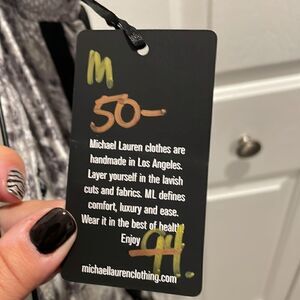 M
50-
Michael Lauren clothes are
handmade in Los Angeles.
Layer yourself in the lavish
cuts and fabrics. ML defines
comfort, luxury and ease.
Wear it in the best of health
Enjoy
michaellaurenclothing.com